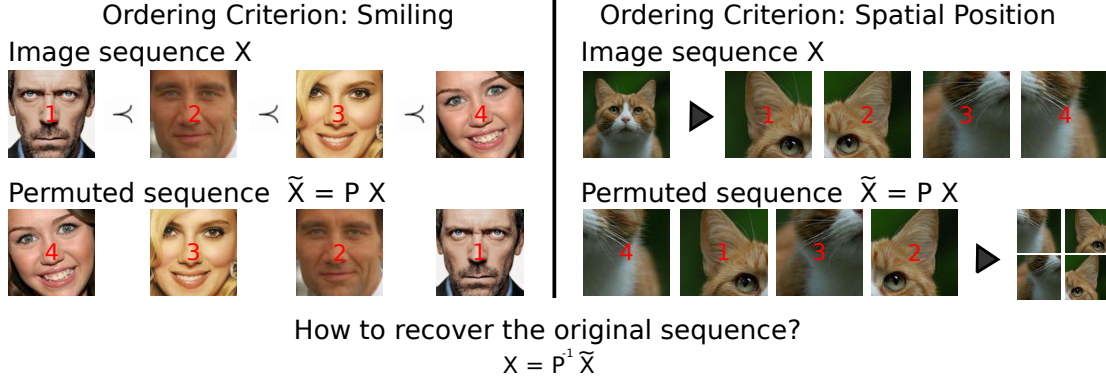 Ordering Criterion: Smiling
Image sequence X
1 ≺ 2 ≺ 3 ≺ 4
Permuted sequence X̃ = P X
4 3 2 1
Ordering Criterion: Spatial Position
Image sequence X
1 2 3 4
Permuted sequence X̃ = P X
4 1 3 2
How to recover the original sequence?
X = P⁻¹ X̃